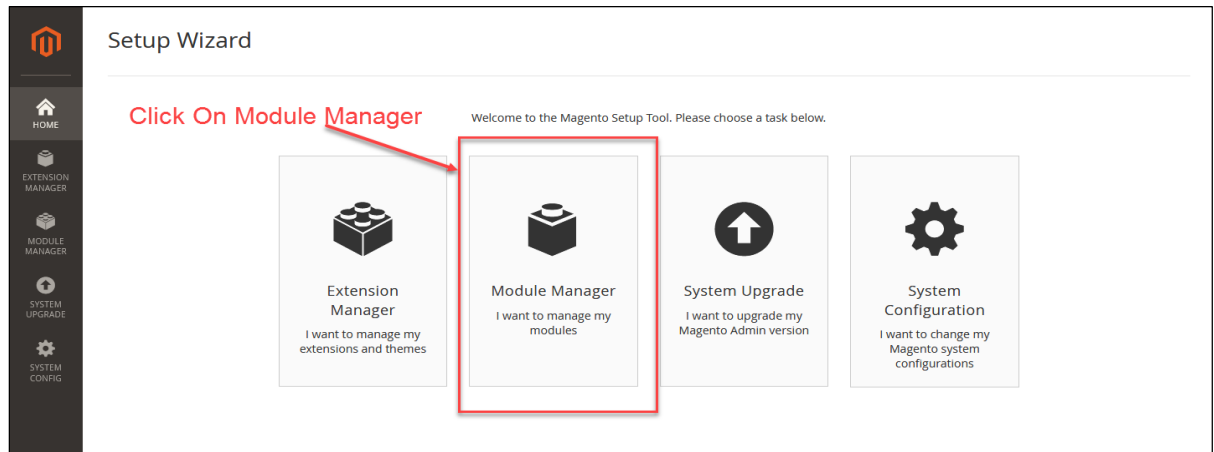 Setup Wizard
HOME
EXTENSION
MANAGER
MODULE
MANAGER
SYSTEM
UPGRADE
SYSTEM
CONFIG
Click On Module Manager
Welcome to the Magento Setup Tool. Please choose a task below.
Extension
Manager
I want to manage my
extensions and themes
Module Manager
I want to manage my
modules
System Upgrade
I want to upgrade my
Magento Admin version
System
Configuration
I want to change my
Magento system
configurations